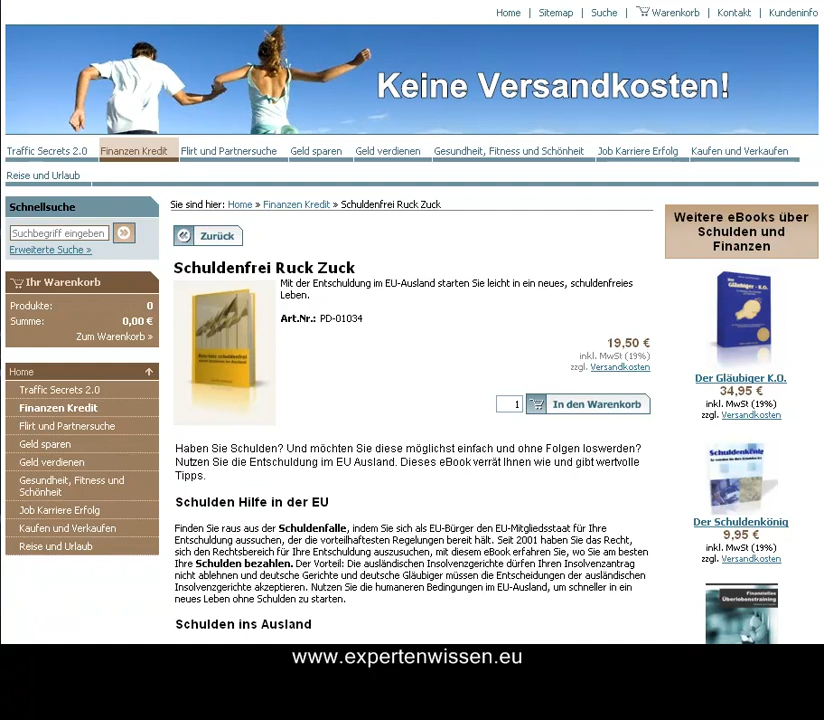 Home | Sitemap | Suche | Warenkorb | Kontakt | Kundeninfo
Keine Versandkosten!
Traffic Secrets 2.0 Finanzen Kredit Flirt und Partnersuche Geld sparen Geld verdienen Gesundheit, Fitness und Schönheit Job Karriere Erfolg Kaufen und Verkaufen
Reise und Urlaub
Schnellsuche
Suchbegriff eingeben
Erweiterte Suche »
Ihr Warenkorb
Produkte: 0
Summe: 0,00 €
Zum Warenkorb »
Home
Traffic Secrets 2.0
Finanzen Kredit
Flirt und Partnersuche
Geld sparen
Geld verdienen
Gesundheit, Fitness und
Schönheit
Job Karriere Erfolg
Kaufen und Verkaufen
Reise und Urlaub
Sie sind hier: Home » Finanzen Kredit » Schuldenfrei Ruck Zuck
Zurück
Schuldenfrei Ruck Zuck
Mit der Entschuldung im EU-Ausland starten Sie leicht in ein neues, schuldenfreies
Leben.
Art.Nr.: PD-01034
19,50 €
inkl. MwSt (19%)
zzgl. Versandkosten
1 In den Warenkorb
Haben Sie Schulden? Und möchten Sie diese möglichst einfach und ohne Folgen loswerden?
Nutzen Sie die Entschuldung im EU Ausland. Dieses eBook verrät Ihnen wie und gibt wertvolle
Tipps.
Schulden Hilfe in der EU
Finden Sie raus aus der Schuldenfalle, indem Sie sich als EU-Bürger den EU-Mitgliedsstaat für Ihre
Entschuldung aussuchen, der die vorteilhaftesten Regelungen bereit hält. Seit 2001 haben Sie das Recht,
sich den Rechtsbereich für Ihre Entschuldung auszusuchen, mit diesem eBook erfahren Sie, wo Sie am besten
Ihre Schulden bezahlen. Der Vorteil: Die ausländischen Insolvenzgerichte dürfen Ihren Insolvenzantrag
nicht ablehnen und deutsche Gerichte und deutsche Gläubiger müssen die Entscheidungen der ausländischen
Insolvenzgerichte akzeptieren. Nutzen Sie die humaneren Bedingungen im EU-Ausland, um schneller in ein
neues Leben ohne Schulden zu starten.
Schulden ins Ausland
Weitere eBooks über
Schulden und
Finanzen
Der Gläubiger K.O.
34,95 €
inkl. MwSt (19%)
zzgl. Versandkosten
Schuldenkönig
Der Schuldenkönig
9,95 €
inkl. MwSt (19%)
zzgl. Versandkosten
Finanzielles
Überlebenstraining
www.expertenwissen.eu